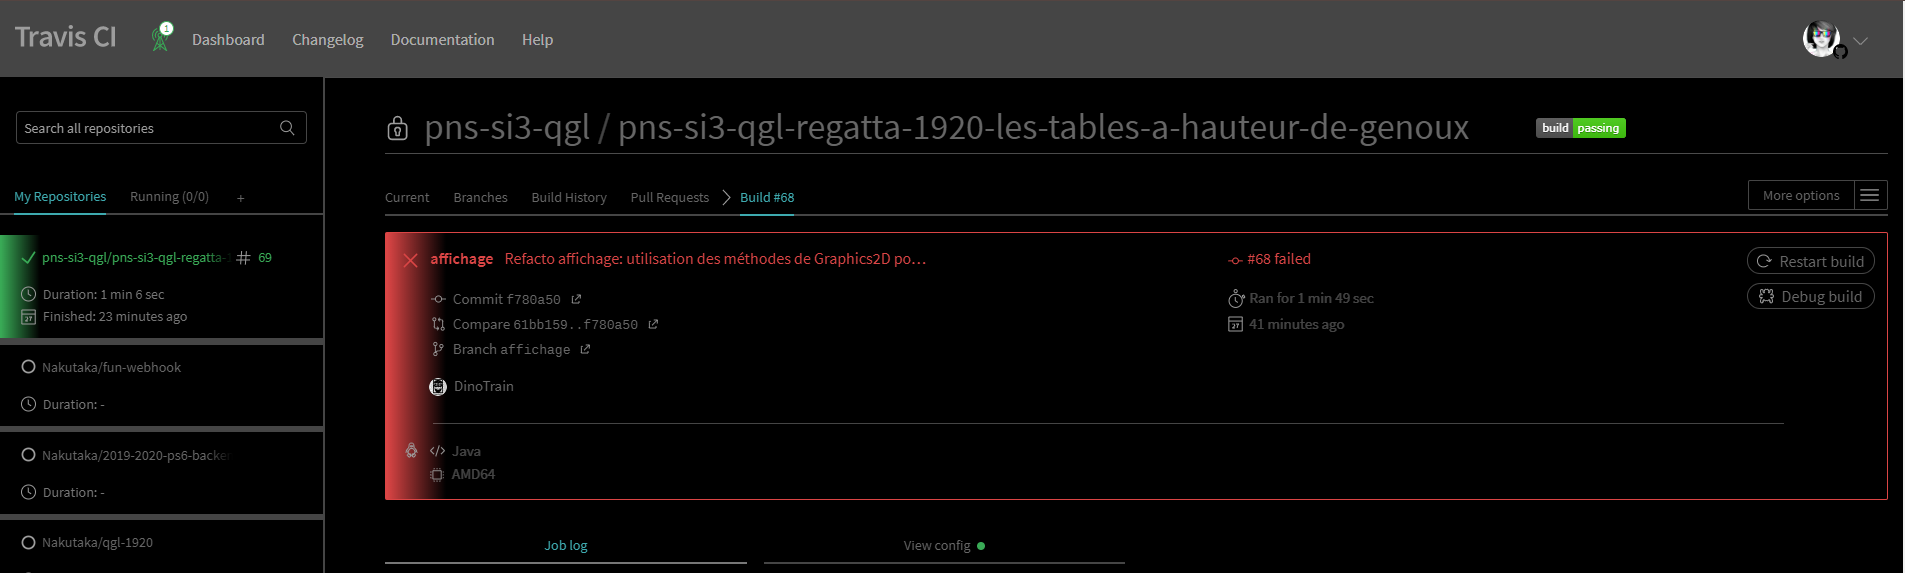 Travis CI
1
Dashboard
Changelog
Documentation
Help
Search all repositories
My Repositories
Running (0/0)
+
pns-si3-qgl/pns-si3-qgl-regatta-
# 69
Duration: 1 min 6 sec
27
Finished: 23 minutes ago
Nakutaka/fun-webhook
Duration: -
Nakutaka/2019-2020-ps6-backe
Duration: -
Nakutaka/qgl-1920
pns-si3-qgl / pns-si3-qgl-regatta-1920-les-tables-a-hauteur-de-genoux
build passing
Current
Branches
Build History
Pull Requests
Build #68
More options
affichage Refacto affichage: utilisation des méthodes de Graphics2D po…
Commit f780a50
Compare 61bb159..f780a50
Branch affichage
DinoTrain
</> Java
AMD64
#68 failed
Ran for 1 min 49 sec
27
41 minutes ago
Restart build
Debug build
Job log
View config